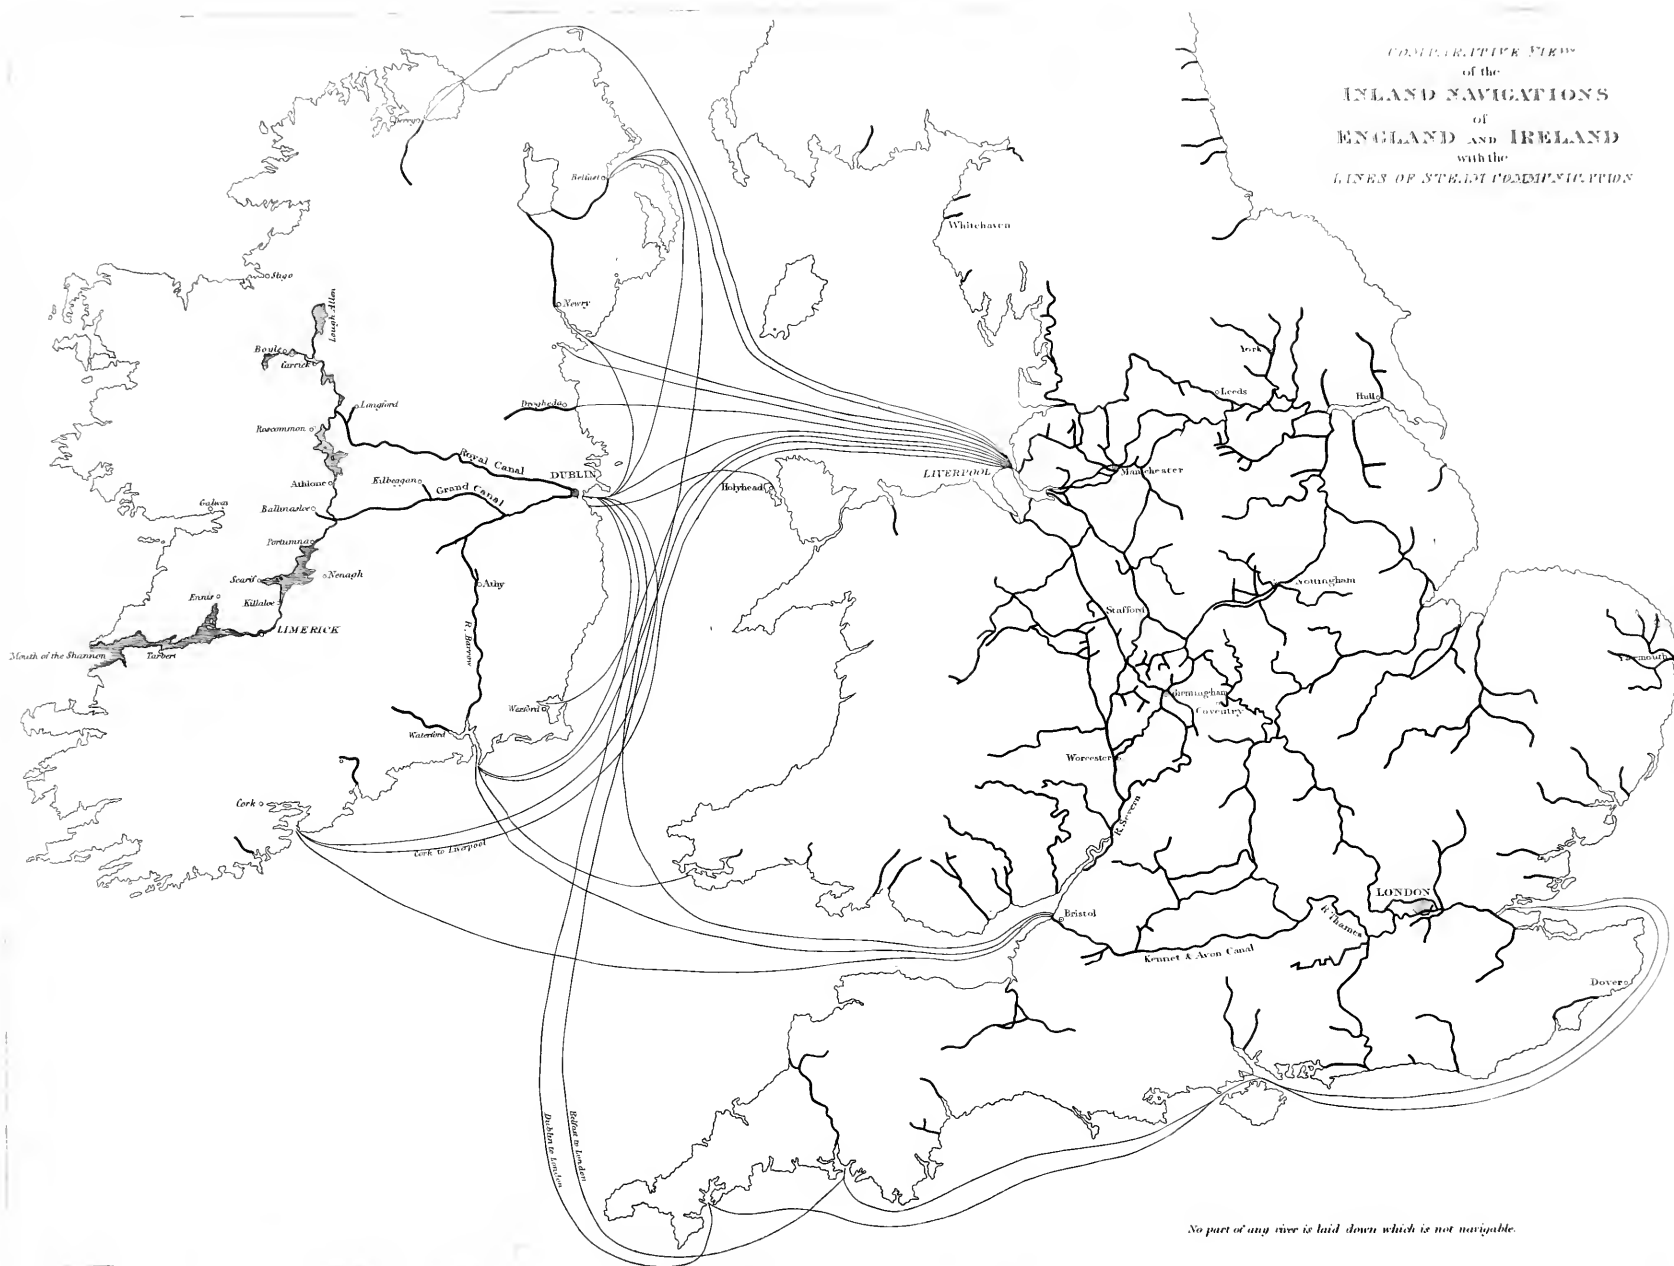 COMPARATIVE VIEW
of the
INLAND NAVIGATIONS
of
ENGLAND AND IRELAND
with the
LINES OF STEAM COMMUNICATION
Derry
Belfast
Whitehaven
Sligo
Lough Allen
Newry
Boyle
Carrick
York
Longford
Drogheda
Leeds
Hull
Roscommon
Royal Canal
DUBLIN
LIVERPOOL
Manchester
Athlone
Kilbeggan
Grand Canal
Holyhead
Galway
Ballinasloe
Portumna
Scarif
Nenagh
Athy
Nottingham
Ennis
Killaloe
Stafford
LIMERICK
R. Barrow
Mouth of the Shannon
Tarbert
Yarmouth
Birmingham
Wexford
Coventry
Waterford
Worcester
Cork
R. Severn
Cork to Liverpool
LONDON
Bristol
R. Thames
Kennet & Avon Canal
Dover
Dublin to London
Belfast to London
No part of any river is laid down which is not navigable.